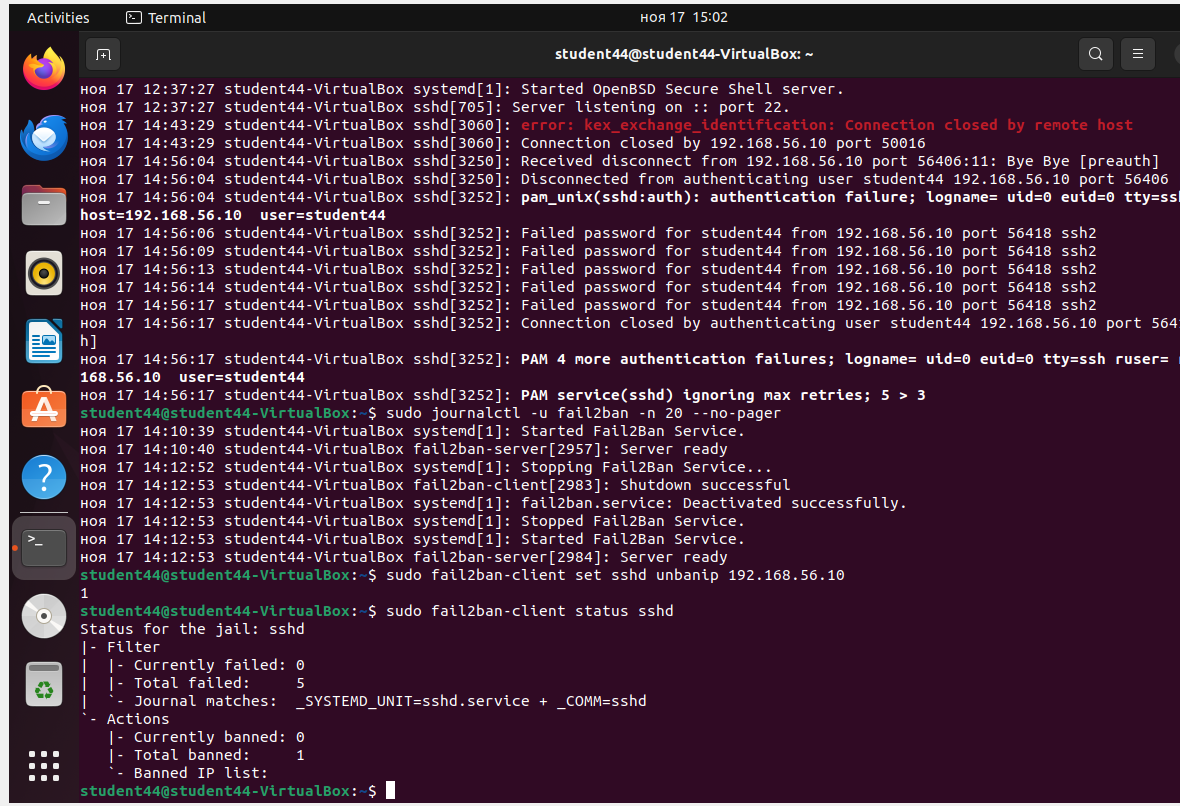 Activities
Terminal
ноя 17 15:02
student44@student44-VirtualBox: ~
ноя 17 12:37:27 student44-VirtualBox systemd[1]: Started OpenBSD Secure Shell server.
ноя 17 12:37:27 student44-VirtualBox sshd[705]: Server listening on :: port 22.
ноя 17 14:43:29 student44-VirtualBox sshd[3060]: error: kex_exchange_identification: Connection closed by remote host
ноя 17 14:43:29 student44-VirtualBox sshd[3060]: Connection closed by 192.168.56.10 port 50016
ноя 17 14:56:04 student44-VirtualBox sshd[3250]: Received disconnect from 192.168.56.10 port 56406:11: Bye Bye [preauth]
ноя 17 14:56:04 student44-VirtualBox sshd[3250]: Disconnected from authenticating user student44 192.168.56.10 port 56406
ноя 17 14:56:04 student44-VirtualBox sshd[3252]: pam_unix(sshd:auth): authentication failure; logname= uid=0 euid=0 tty=ssh
host=192.168.56.10  user=student44
ноя 17 14:56:06 student44-VirtualBox sshd[3252]: Failed password for student44 from 192.168.56.10 port 56418 ssh2
ноя 17 14:56:09 student44-VirtualBox sshd[3252]: Failed password for student44 from 192.168.56.10 port 56418 ssh2
ноя 17 14:56:13 student44-VirtualBox sshd[3252]: Failed password for student44 from 192.168.56.10 port 56418 ssh2
ноя 17 14:56:14 student44-VirtualBox sshd[3252]: Failed password for student44 from 192.168.56.10 port 56418 ssh2
ноя 17 14:56:17 student44-VirtualBox sshd[3252]: Failed password for student44 from 192.168.56.10 port 56418 ssh2
ноя 17 14:56:17 student44-VirtualBox sshd[3252]: Connection closed by authenticating user student44 192.168.56.10 port 564
h]
ноя 17 14:56:17 student44-VirtualBox sshd[3252]: PAM 4 more authentication failures; logname= uid=0 euid=0 tty=ssh ruser=
168.56.10  user=student44
ноя 17 14:56:17 student44-VirtualBox sshd[3252]: PAM service(sshd) ignoring max retries; 5 > 3
student44@student44-VirtualBox:~$ sudo journalctl -u fail2ban -n 20 --no-pager
ноя 17 14:10:39 student44-VirtualBox systemd[1]: Started Fail2Ban Service.
ноя 17 14:10:40 student44-VirtualBox fail2ban-server[2957]: Server ready
ноя 17 14:12:52 student44-VirtualBox systemd[1]: Stopping Fail2Ban Service...
ноя 17 14:12:53 student44-VirtualBox fail2ban-client[2983]: Shutdown successful
ноя 17 14:12:53 student44-VirtualBox systemd[1]: fail2ban.service: Deactivated successfully.
ноя 17 14:12:53 student44-VirtualBox systemd[1]: Stopped Fail2Ban Service.
ноя 17 14:12:53 student44-VirtualBox systemd[1]: Started Fail2Ban Service.
ноя 17 14:12:53 student44-VirtualBox fail2ban-server[2984]: Server ready
student44@student44-VirtualBox:~$ sudo fail2ban-client set sshd unbanip 192.168.56.10
1
student44@student44-VirtualBox:~$ sudo fail2ban-client status sshd
Status for the jail: sshd
|- Filter
|  |- Currently failed: 0
|  |- Total failed:     5
|  `- Journal matches:  _SYSTEMD_UNIT=sshd.service + _COMM=sshd
`- Actions
   |- Currently banned: 0
   |- Total banned:     1
   `- Banned IP list:
student44@student44-VirtualBox:~$